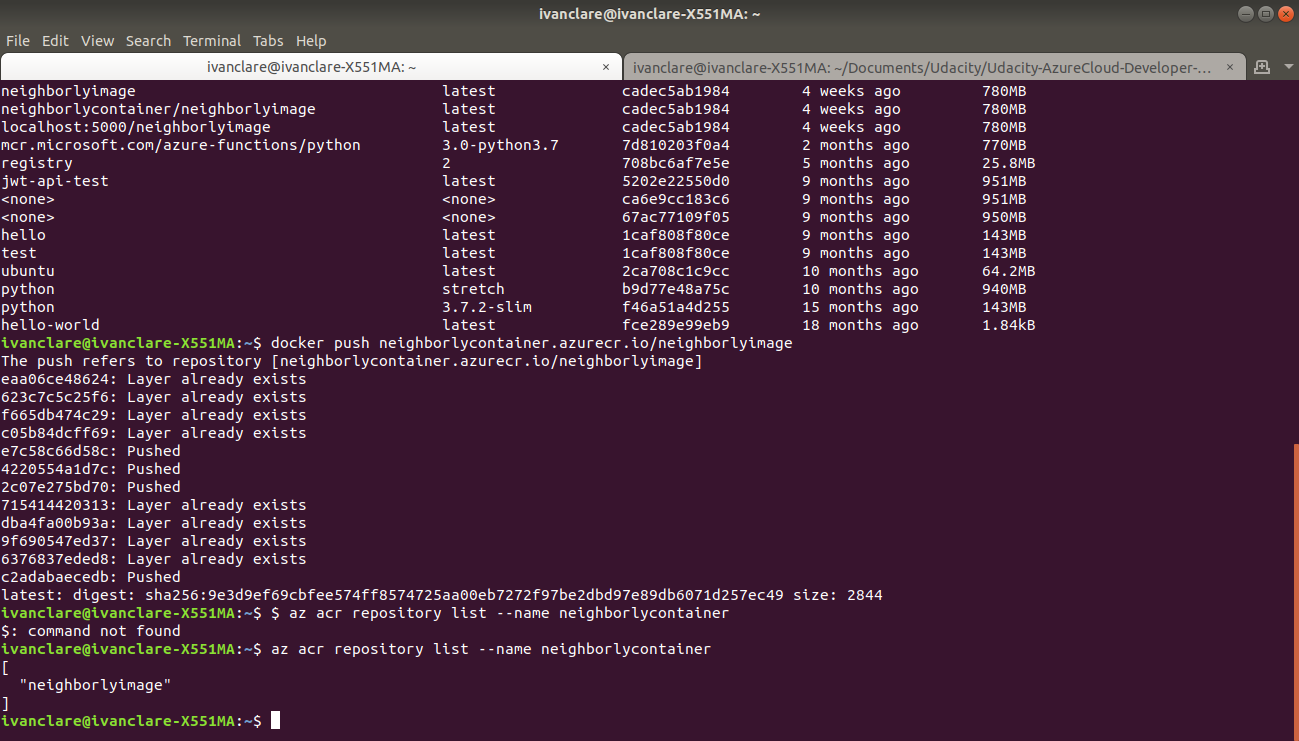 ivanclare@ivanclare-X551MA: ~
File Edit View Search Terminal Tabs Help
ivanclare@ivanclare-X551MA: ~ × ivanclare@ivanclare-X551MA: ~/Documents/Udacity/Udacity-AzureCloud-Developer-... ×
neighborlyimage latest cadec5ab1984 4 weeks ago 780MB
neighborlycontainer/neighborlyimage latest cadec5ab1984 4 weeks ago 780MB
localhost:5000/neighborlyimage latest cadec5ab1984 4 weeks ago 780MB
mcr.microsoft.com/azure-functions/python 3.0-python3.7 7d810203f0a4 2 months ago 770MB
registry 2 708bc6af7e5e 5 months ago 25.8MB
jwt-api-test latest 5202e22550d0 9 months ago 951MB
<none> <none> ca6e9cc183c6 9 months ago 951MB
<none> <none> 67ac77109f05 9 months ago 950MB
hello latest 1caf808f80ce 9 months ago 143MB
test latest 1caf808f80ce 9 months ago 143MB
ubuntu latest 2ca708c1c9cc 10 months ago 64.2MB
python stretch b9d77e48a75c 10 months ago 940MB
python 3.7.2-slim f46a51a4d255 15 months ago 143MB
hello-world latest fce289e99eb9 18 months ago 1.84kB
ivanclare@ivanclare-X551MA:~$ docker push neighborlycontainer.azurecr.io/neighborlyimage
The push refers to repository [neighborlycontainer.azurecr.io/neighborlyimage]
eaa06ce48624: Layer already exists
623c7c5c25f6: Layer already exists
f665db474c29: Layer already exists
c05b84dcff69: Layer already exists
e7c58c66d58c: Pushed
4220554a1d7c: Pushed
2c07e275bd70: Pushed
715414420313: Layer already exists
dba4fa00b93a: Layer already exists
9f690547ed37: Layer already exists
6376837eded8: Layer already exists
c2adabaecedb: Pushed
latest: digest: sha256:9e3d9ef69cbfee574ff8574725aa00eb7272f97be2dbd97e89db6071d257ec49 size: 2844
ivanclare@ivanclare-X551MA:~$ $ az acr repository list --name neighborlycontainer
$: command not found
ivanclare@ivanclare-X551MA:~$ az acr repository list --name neighborlycontainer
[
  "neighborlyimage"
]
ivanclare@ivanclare-X551MA:~$